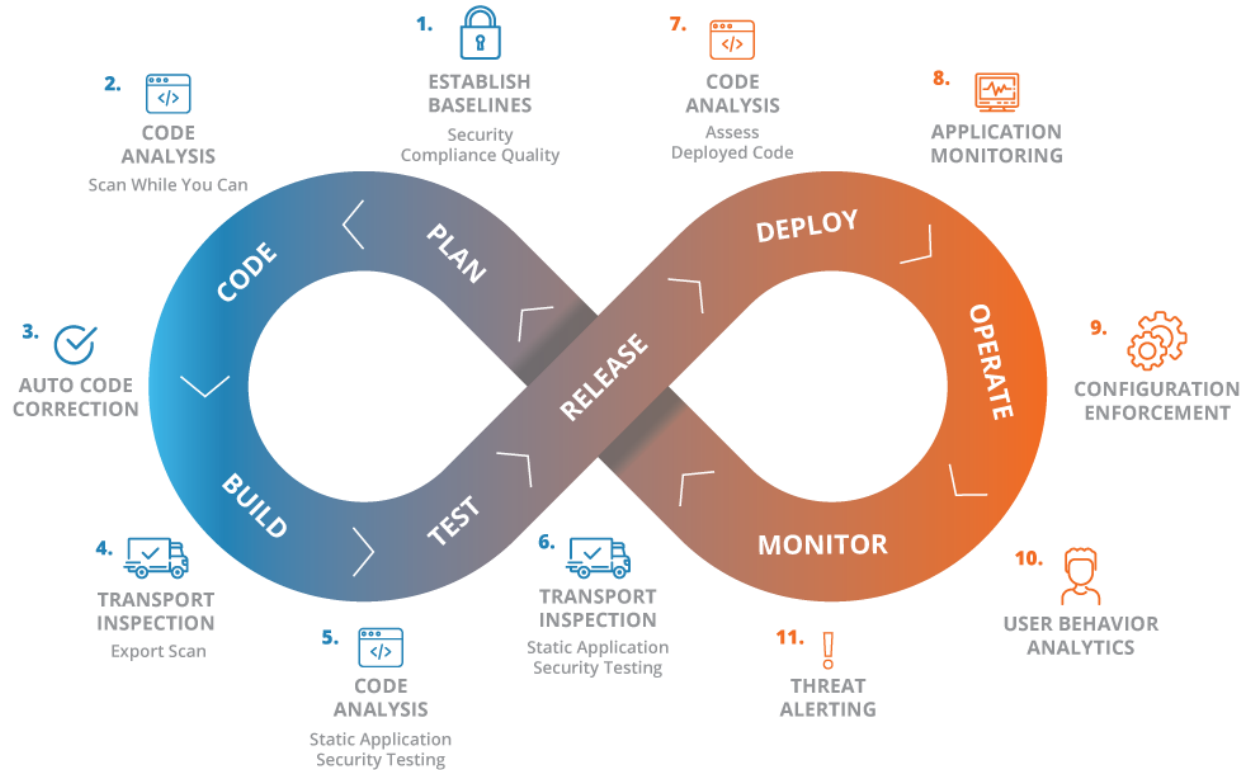 1.
ESTABLISH
BASELINES
Security
Compliance Quality
2.
CODE
ANALYSIS
Scan While You Can
3.
AUTO CODE
CORRECTION
4.
TRANSPORT
INSPECTION
Export Scan
5.
CODE
ANALYSIS
Static Application
Security Testing
6.
TRANSPORT
INSPECTION
Static Application
Security Testing
7.
CODE
ANALYSIS
Assess
Deployed Code
8.
APPLICATION
MONITORING
9.
CONFIGURATION
ENFORCEMENT
10.
USER BEHAVIOR
ANALYTICS
11.
THREAT
ALERTING
PLAN
CODE
BUILD
TEST
RELEASE
DEPLOY
OPERATE
MONITOR